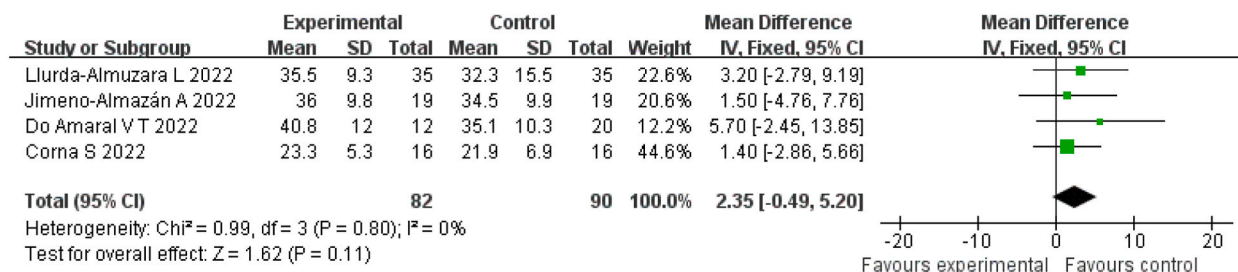 Experimental Control Mean Difference Mean Difference
Study or Subgroup Mean SD Total Mean SD Total Weight IV, Fixed, 95% CI IV, Fixed, 95% CI
Llurda-Almuzara L 2022 35.5 9.3 35 32.3 15.5 35 22.6% 3.20 [-2.79, 9.19]
Jimeno-Almazán A 2022 36 9.8 19 34.5 9.9 19 20.6% 1.50 [-4.76, 7.76]
Do Amaral V T 2022 40.8 12 12 35.1 10.3 20 12.2% 5.70 [-2.45, 13.85]
Corna S 2022 23.3 5.3 16 21.9 6.9 16 44.6% 1.40 [-2.86, 5.66]
Total (95% CI) 82 90 100.0% 2.35 [-0.49, 5.20]
Heterogeneity: Chi² = 0.99, df = 3 (P = 0.80); I² = 0%
Test for overall effect: Z = 1.62 (P = 0.11)
-20 -10 0 10 20
Favours experimental Favours control